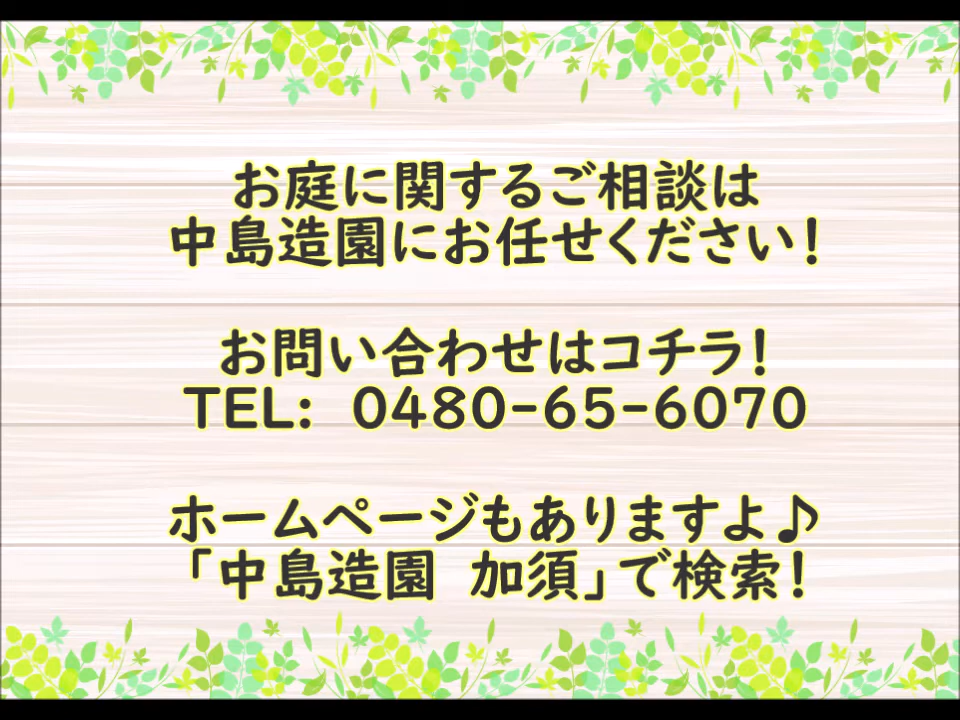 お庭に関するご相談は
中島造園にお任せください!
お問い合わせはコチラ!
TEL: 0480-65-6070
ホームページもありますよ♪
「中島造園 加須」で検索!